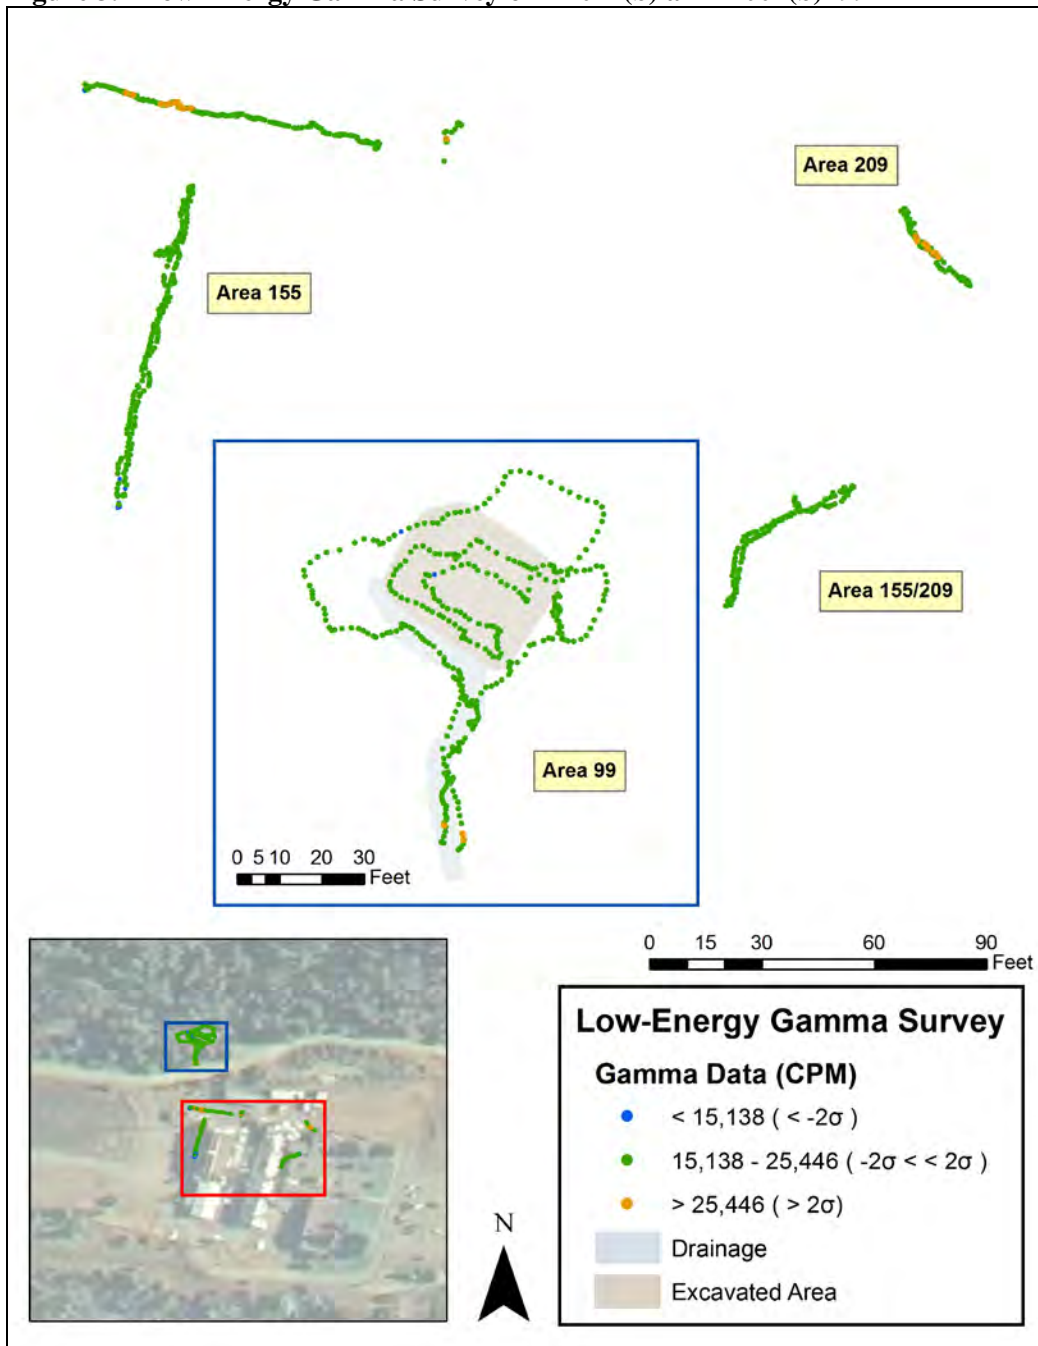 Area 209
Area 155
Area 155/209
Area 99
0 5 10 20 30
Feet
0 15 30 60 90
Feet
Low-Energy Gamma Survey
Gamma Data (CPM)
< 15,138 ( < -2σ )
15,138 - 25,446 ( -2σ < < 2σ )
> 25,446 ( > 2σ)
Drainage
Excavated Area
N